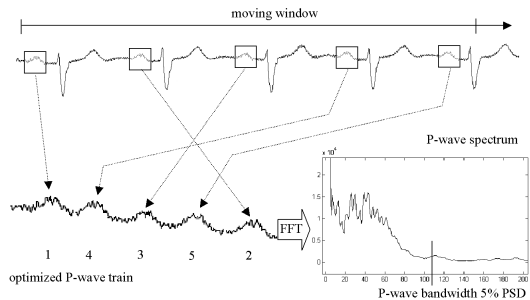 moving window
P-wave spectrum
x 10⁴
2
1.5
1
0.5
0
0 20 40 60 80 100 120 140 160 180 200
FFT
1 4 3 5 2
optimized P-wave train
P-wave bandwidth 5% PSD